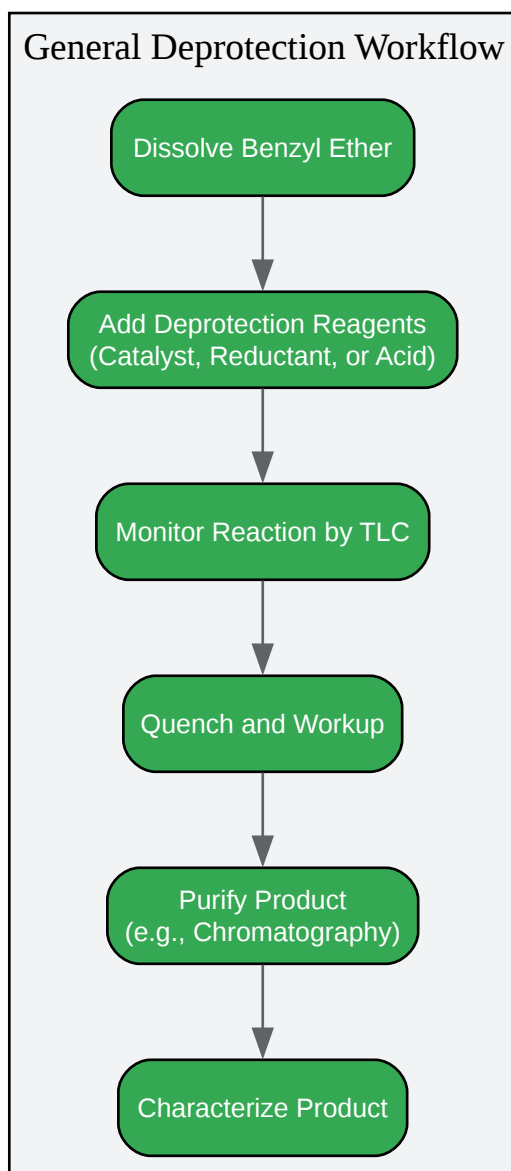 General Deprotection Workflow
Dissolve Benzyl Ether
Add Deprotection Reagents
(Catalyst, Reductant, or Acid)
Monitor Reaction by TLC
Quench and Workup
Purify Product
(e.g., Chromatography)
Characterize Product